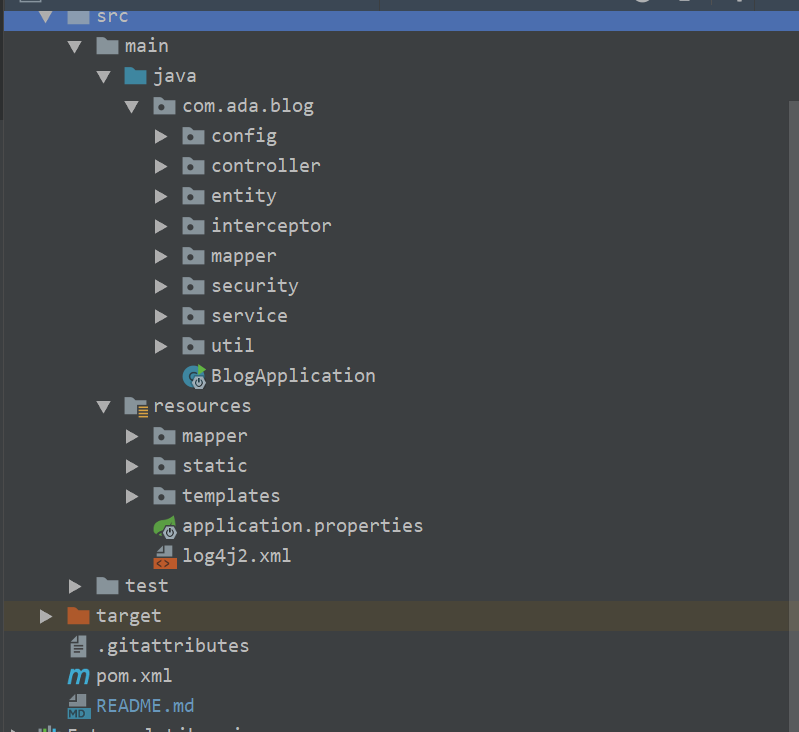 src
main
java
com.ada.blog
config
controller
entity
interceptor
mapper
security
service
util
BlogApplication
resources
mapper
static
templates
application.properties
log4j2.xml
test
target
.gitattributes
pom.xml
README.md